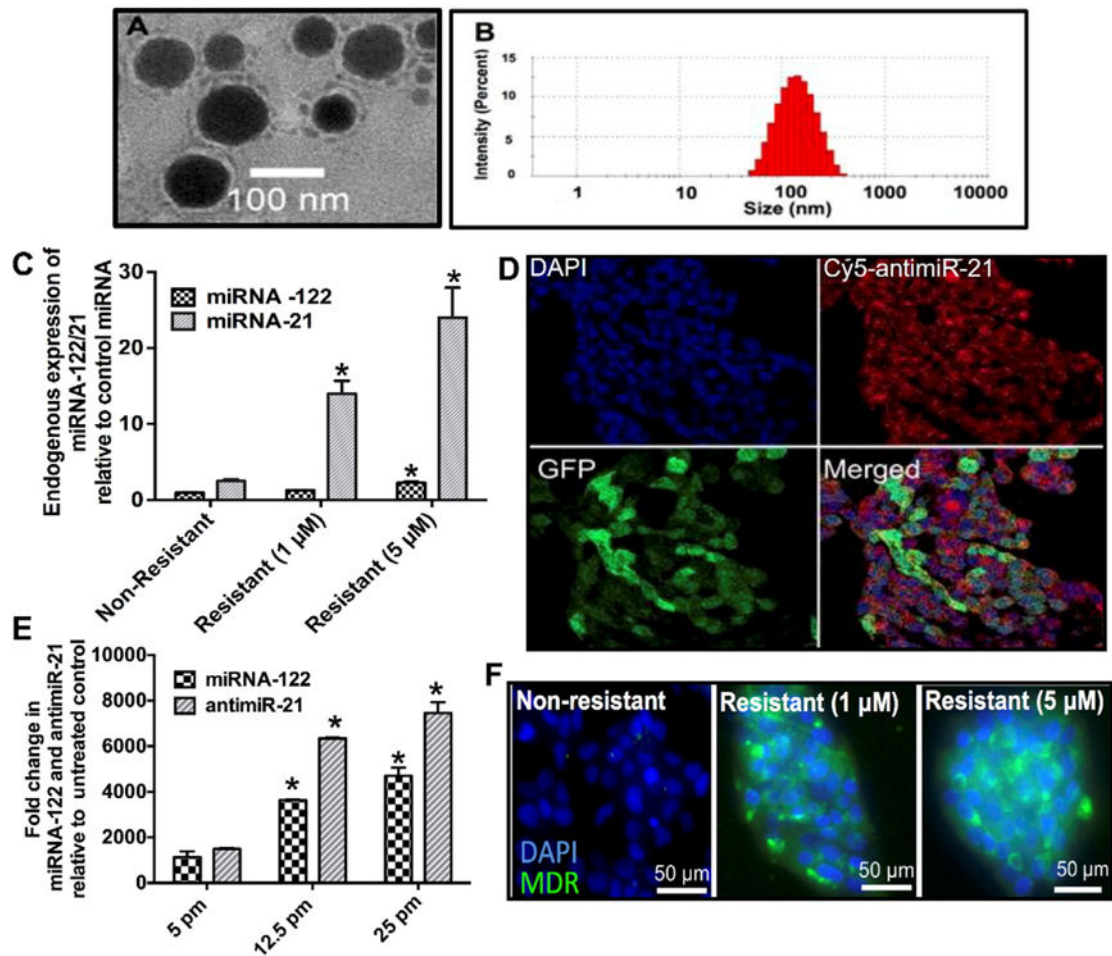 A
100 nm
B
Intensity (Percent)
15
10
5
0
1
10
100
1000
10000
Size (nm)
C
Endogenous expression of
miRNA-122/21
relative to control miRNA
30
20
10
0
miRNA -122
miRNA-21
*
*
*
Non-Resistant
Resistant (1 µM)
Resistant (5 µM)
D
DAPI
Cy5-antimiR-21
GFP
Merged
E
Fold change in
miRNA-122 and antimiR-21
relative to untreated control
10000
8000
6000
4000
2000
0
miRNA-122
antimiR-21
*
*
*
*
5 pm
12.5 pm
25 pm
F
Non-resistant
Resistant (1 µM)
Resistant (5 µM)
DAPI
MDR
50 µm
50 µm
50 µm